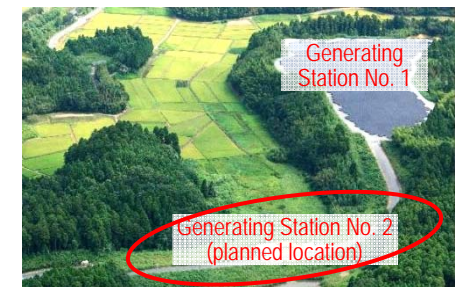 Generating
Station No. 1
Generating Station No. 2
(planned location)